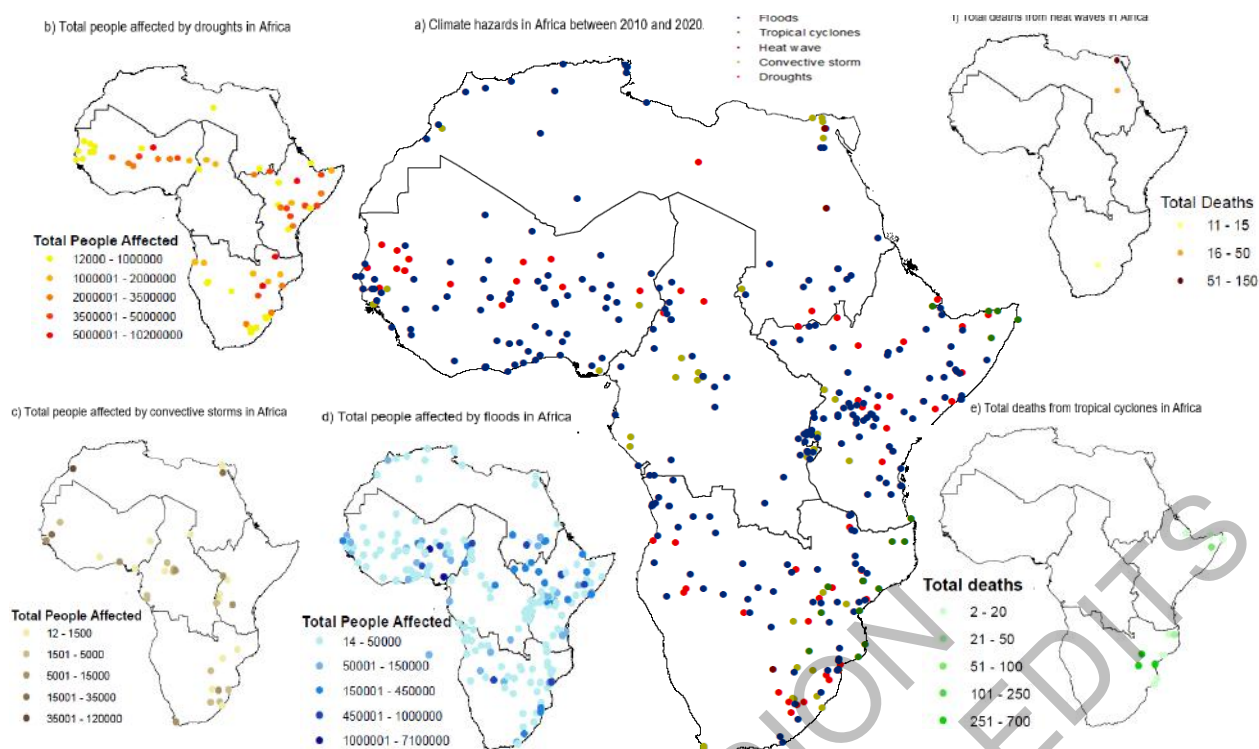 b) Total people affected by droughts in Africa
Total People Affected
12000 - 1000000
1000001 - 2000000
2000001 - 3500000
3500001 - 5000000
5000001 - 10200000
a) Climate hazards in Africa between 2010 and 2020.
Floods
Tropical cyclones
Heat wave
Convective storm
Droughts
f) Total deaths from heat waves in Africa
Total Deaths
11 - 15
16 - 50
51 - 150
c) Total people affected by convective storms in Africa
Total People Affected
12 - 1500
1501 - 5000
5001 - 15000
15001 - 35000
35001 - 120000
d) Total people affected by floods in Africa
Total People Affected
14 - 50000
50001 - 150000
150001 - 450000
450001 - 1000000
1000001 - 7100000
e) Total deaths from tropical cyclones in Africa
Total deaths
2 - 20
21 - 50
51 - 100
101 - 250
251 - 700
EDITS